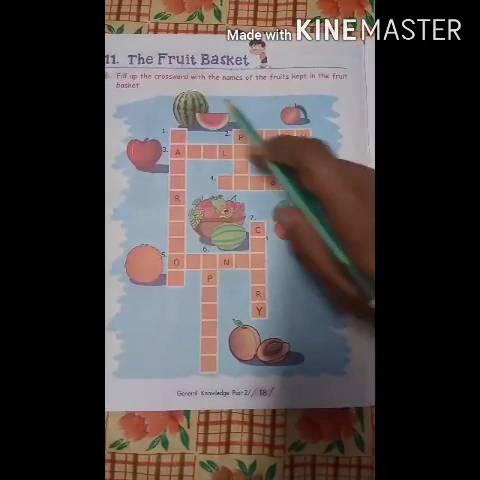 Made with KINEMASTER
11. The Fruit Basket
Fill up the crossword with the names of the fruits kept in the fruit
basket
1.
2. P
3. A L
4.
R
7. C
5. O N
6.
P
R
Y
General Knowledge Part-2//18/